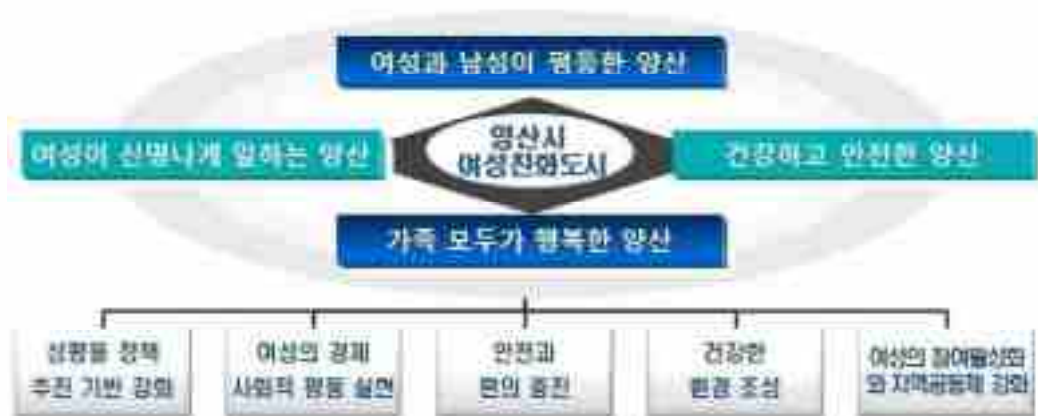 여성과 남성이 평등한 양산
여성이 신명나게 일하는 양산
양산시
여성친화도시
건강하고 안전한 양산
가족 모두가 행복한 양산
성평등 정책
추진 기반 강화
여성의 경제
사회적 평등 실현
안전과
편의 증진
건강한
환경 조성
여성의 참여활성화
와 지역공동체 강화